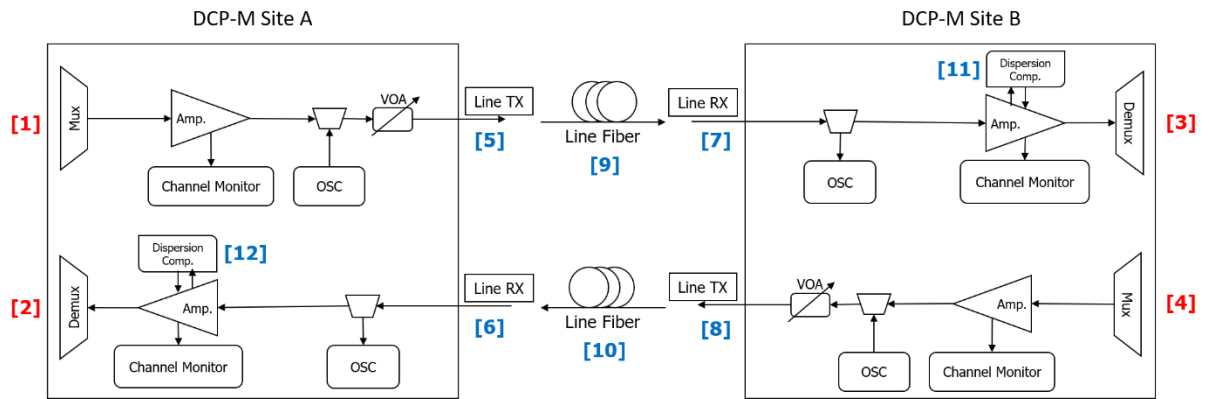 DCP-M Site A
DCP-M Site B
[1]
Mux
Amp.
Channel Monitor
OSC
VOA
Line TX
[5]
Line Fiber
[9]
Line RX
[7]
OSC
[11]
Dispersion
Comp.
Amp.
Channel Monitor
Demux
[3]
[2]
Demux
Dispersion
Comp.
[12]
Amp.
Channel Monitor
OSC
Line RX
[6]
Line Fiber
[10]
Line TX
[8]
VOA
OSC
Amp.
Channel Monitor
Mux
[4]